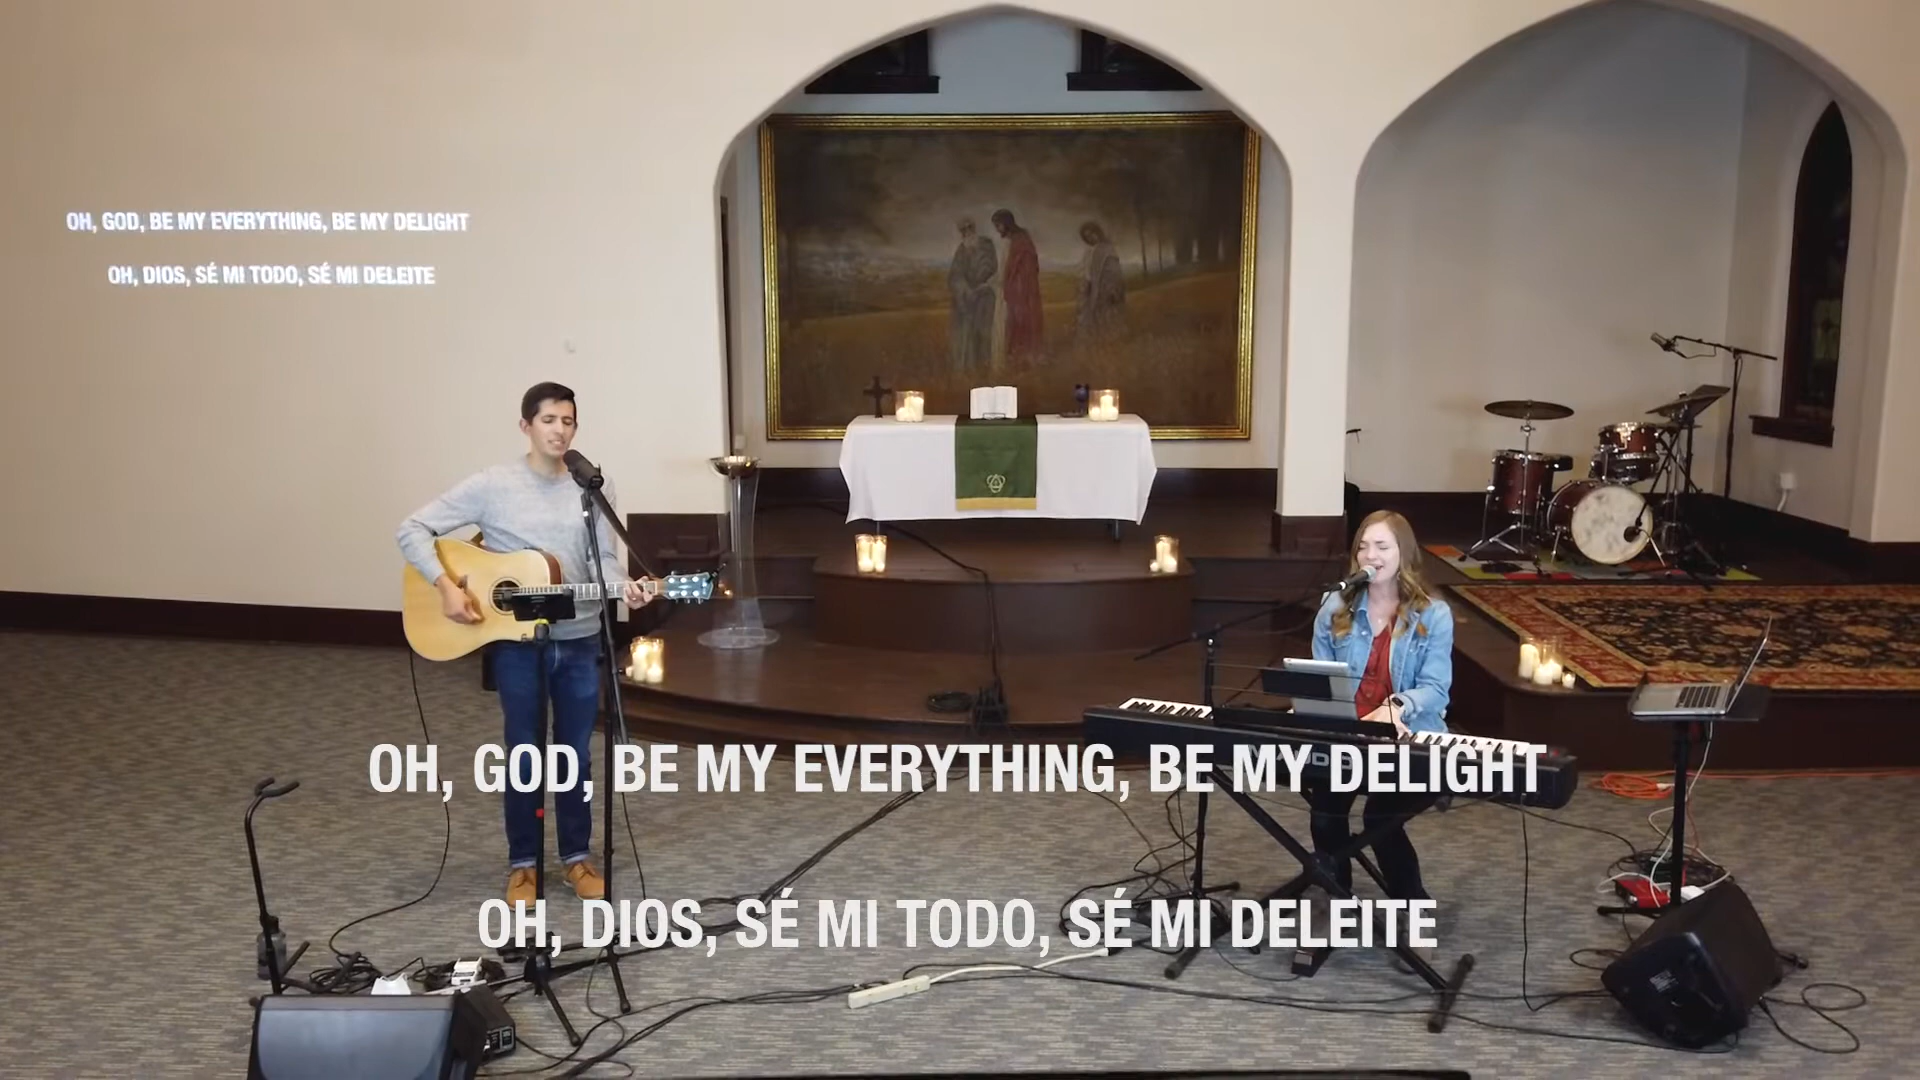 OH, GOD, BE MY EVERYTHING, BE MY DELIGHT
OH, DIOS, SÉ MI TODO, SÉ MI DELEITE
OH, GOD, BE MY EVERYTHING, BE MY DELIGHT
OH, DIOS, SÉ MI TODO, SÉ MI DELEITE